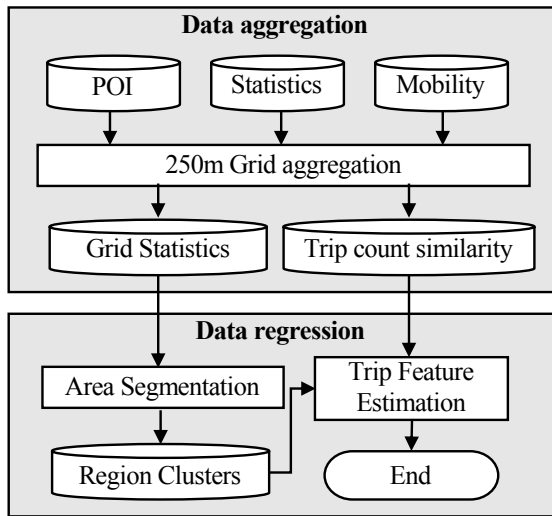 Data aggregation
POI
Statistics
Mobility
250m Grid aggregation
Grid Statistics
Trip count similarity
Data regression
Area Segmentation
Trip Feature
Estimation
Region Clusters
End